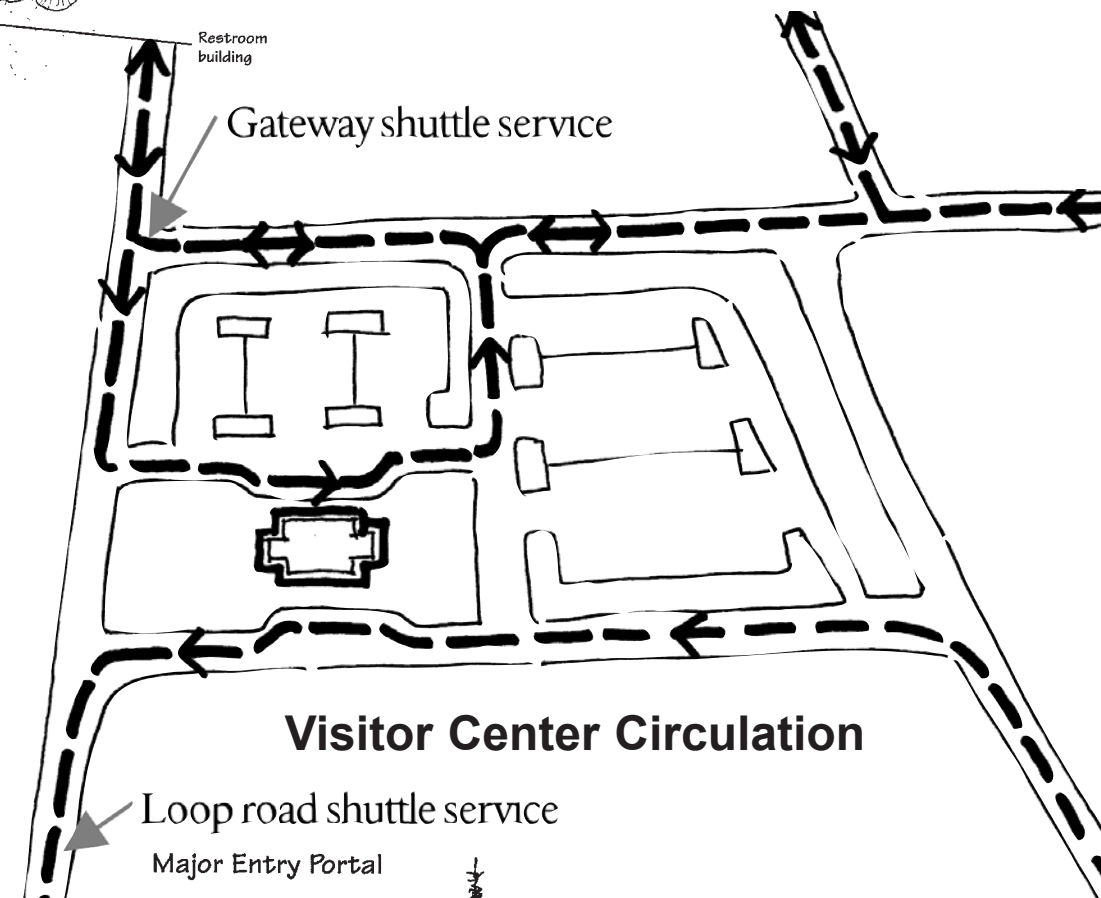 Restroom
building
Gateway shuttle service
Visitor Center Circulation
Loop road shuttle service
Major Entry Portal